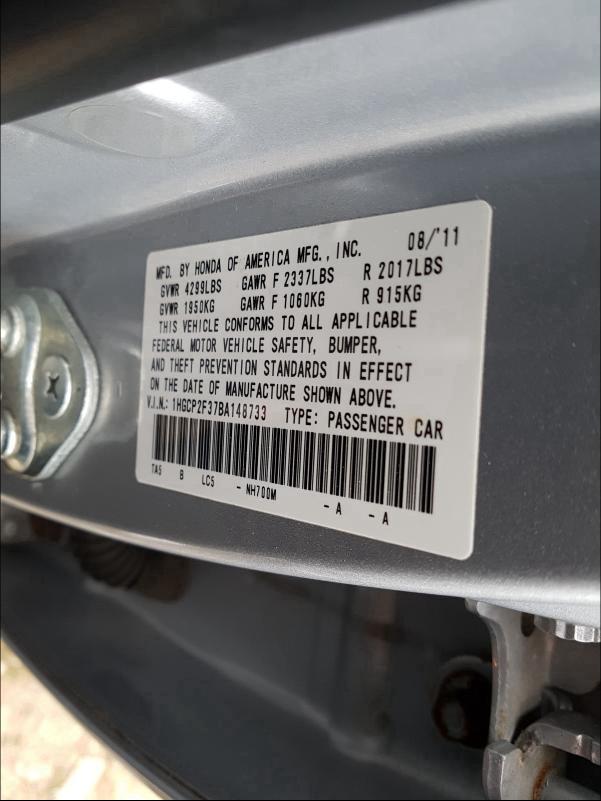 MFD. BY HONDA OF AMERICA MFG., INC. 08/'11
GVWR 4299LBS GAWR F 2337LBS R 2017LBS
GVWR 1950KG GAWR F 1060KG R 915KG
THIS VEHICLE CONFORMS TO ALL APPLICABLE
FEDERAL MOTOR VEHICLE SAFETY, BUMPER,
AND THEFT PREVENTION STANDARDS IN EFFECT
ON THE DATE OF MANUFACTURE SHOWN ABOVE.
V.I.N.: 1HGCP2F37BA148733 TYPE: PASSENGER CAR
TA5 B LC5 - NH700M - A - A